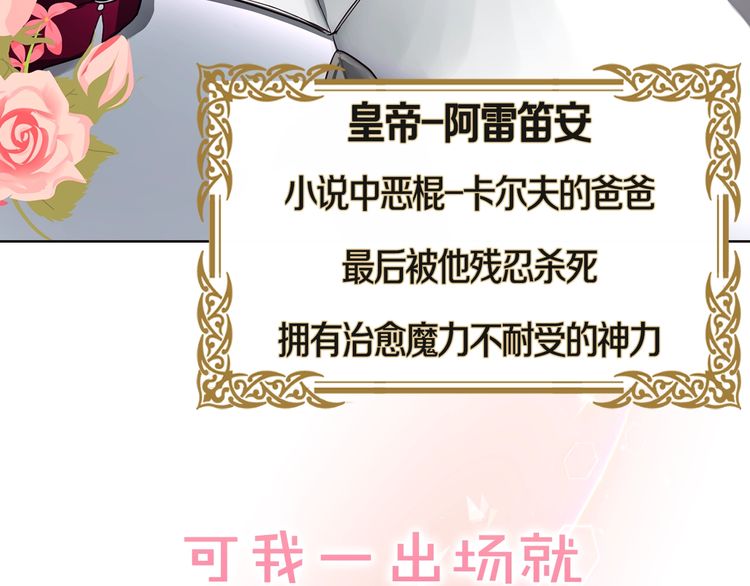 皇帝-阿雷笛安
小说中恶棍-卡尔夫的爸爸
最后被他残忍杀死
拥有治愈魔力不耐受的神力
可我一出场就